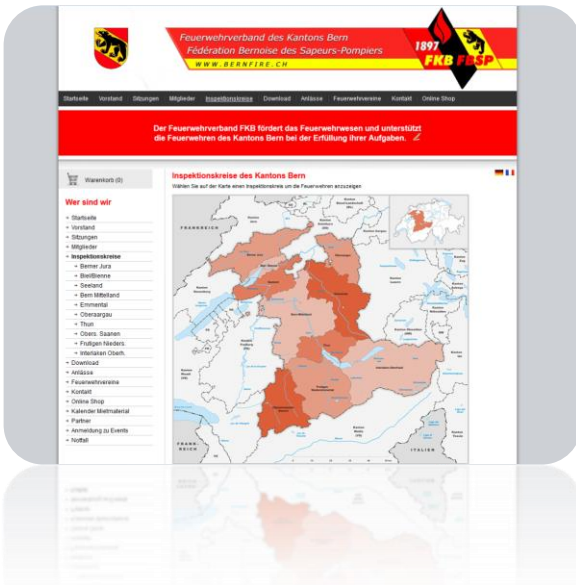 Feuerwehrverband des Kantons Bern
Fédération Bernoise des Sapeurs-Pompiers
WWW.BERNFIRE.CH
1897
FKB FBSP
Startseite Vorstand Sitzungen Mitglieder Inspektionskreise Download Anlässe Feuerwehrvereine Kontakt Online Shop
Der Feuerwehrverband FKB fördert das Feuerwehrwesen und unterstützt
die Feuerwehren des Kantons Bern bei der Erfüllung ihrer Aufgaben.
Warenkorb (0)
Wer sind wir
Startseite
Vorstand
Sitzungen
Mitglieder
Inspektionskreise
Berner Jura
Biel/Bienne
Seeland
Bern Mittelland
Emmental
Oberaargau
Thun
Obers. Saanen
Frutigen Nieders.
Interlaken Oberh.
Download
Anlässe
Feuerwehrvereine
Kontakt
Online Shop
Kalender Mietmaterial
Partner
Anmeldung zu Events
Notfall
Inspektionskreise des Kantons Bern
Wählen Sie auf der Karte einen Inspektionskreis um die Feuerwehren anzuzeigen
FRANKREICH
FRANK-
REICH
ITALIEN